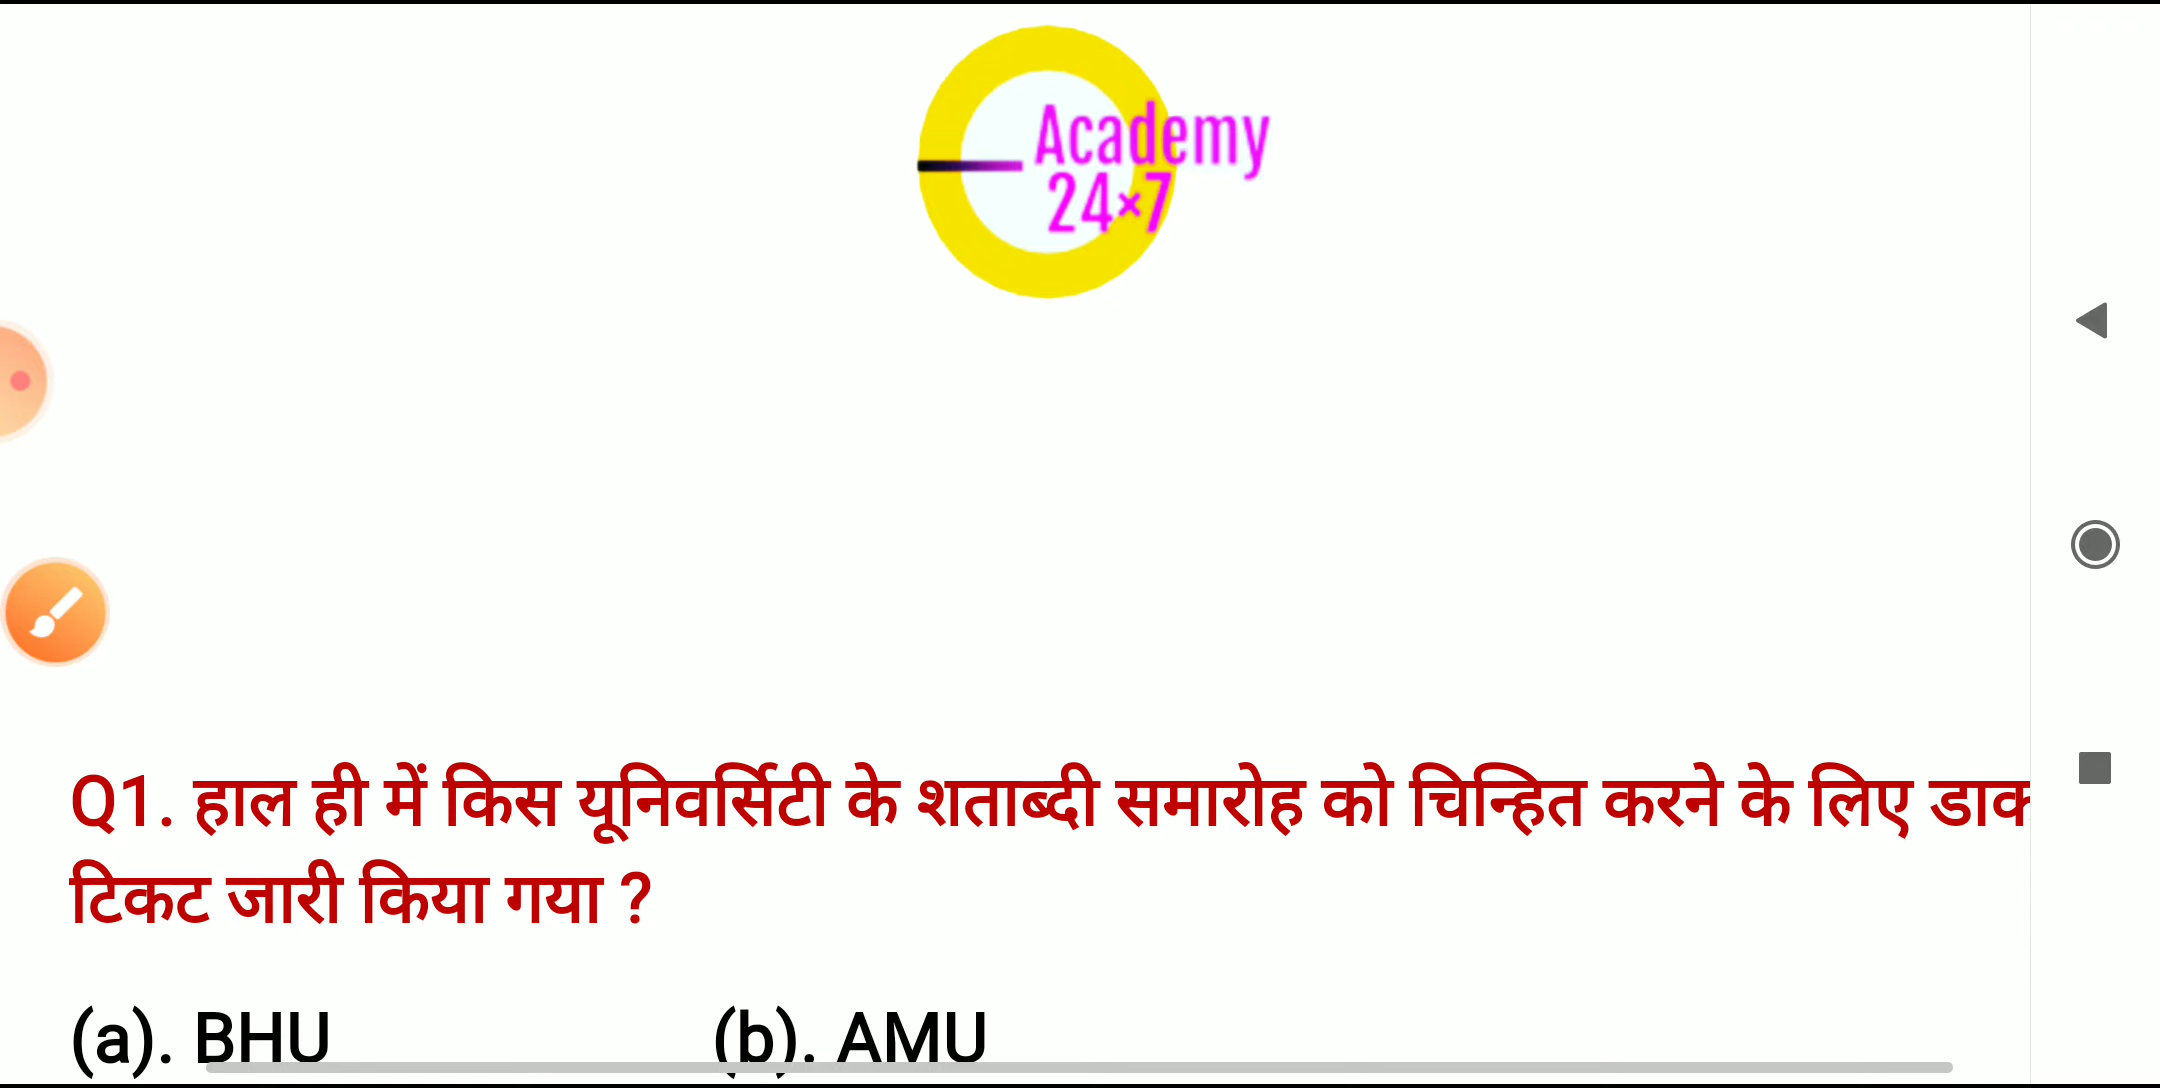 Academy
24×7
Q1. हाल ही में किस यूनिवर्सिटी के शताब्दी समारोह को चिन्हित करने के लिए डाक
टिकट जारी किया गया ?
(a). BHU (b). AMU